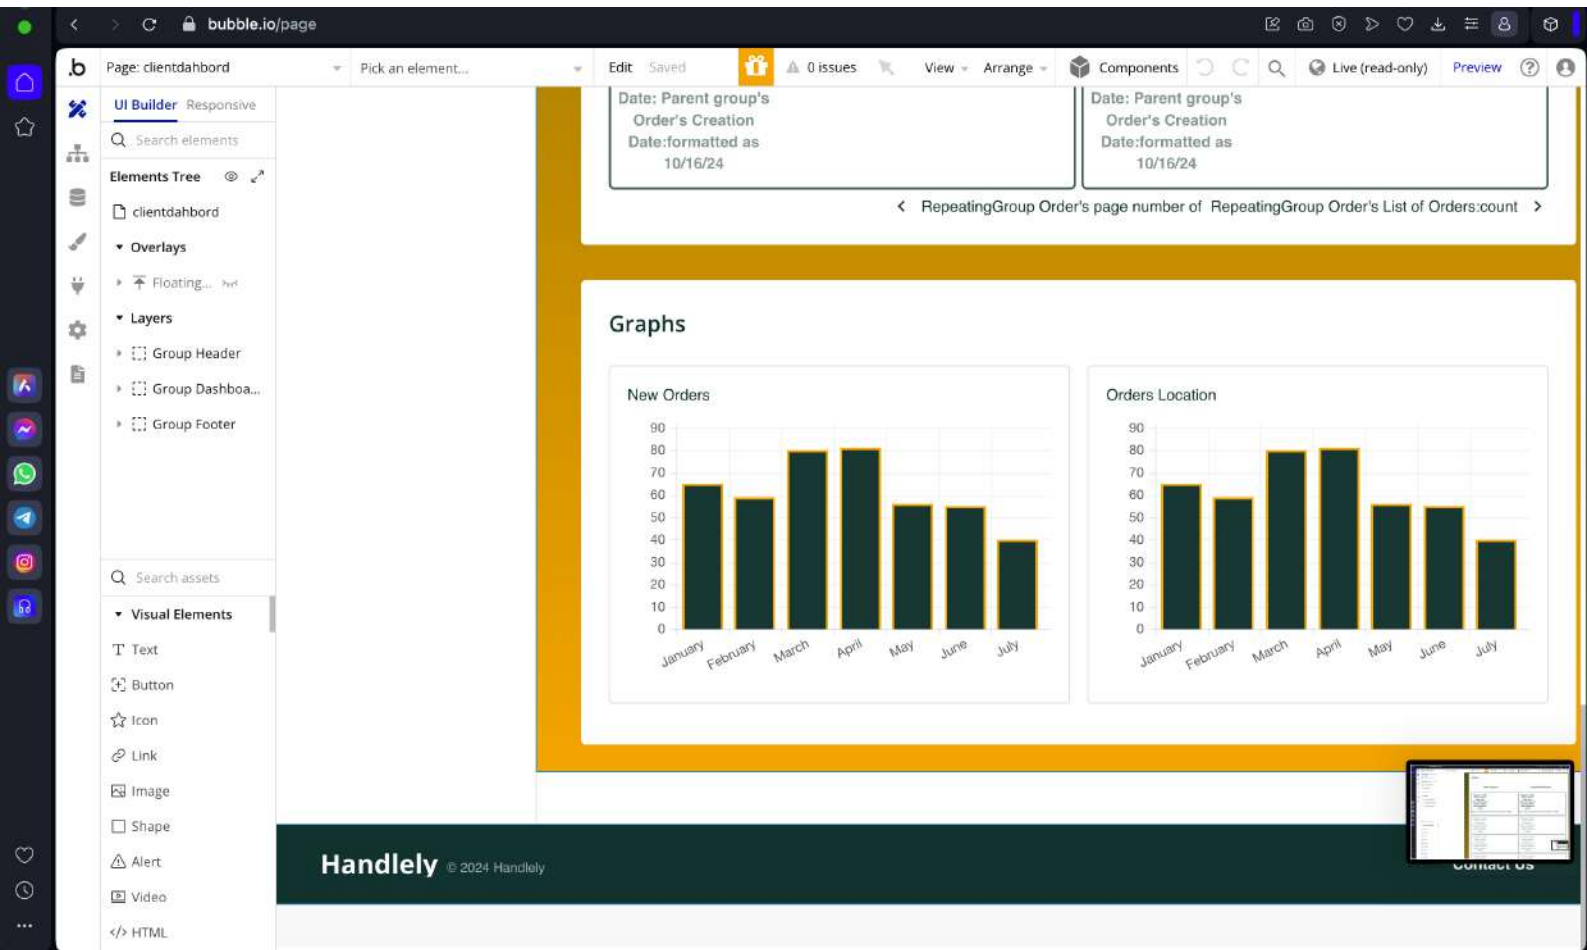 bubble.io/page
Page: clientdahbord
Pick an element...
Edit Saved
0 issues
View
Arrange
Components
Live (read-only)
Preview
UI Builder Responsive
Search elements
Elements Tree
clientdahbord
Overlays
Floating...
Layers
Group Header
Group Dashboa...
Group Footer
Search assets
Visual Elements
Text
Button
Icon
Link
Image
Shape
Alert
Video
</> HTML
Date: Parent group's
Order's Creation
Date:formatted as
10/16/24
Date: Parent group's
Order's Creation
Date:formatted as
10/16/24
RepeatingGroup Order's page number of RepeatingGroup Order's List of Orders:count
Graphs
New Orders
90
80
70
60
50
40
30
20
10
0
January February March April May June July
Orders Location
90
80
70
60
50
40
30
20
10
0
January February March April May June July
Handlely © 2024 Handlely
Contact Us